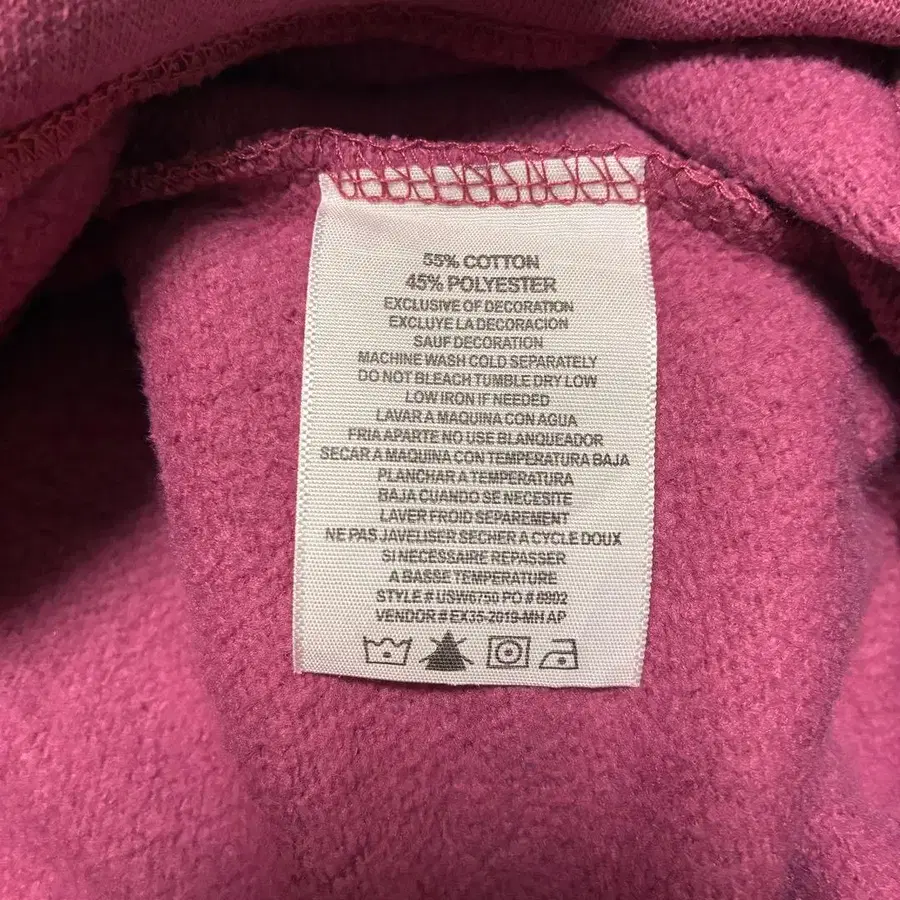 55% COTTON
45% POLYESTER
EXCLUSIVE OF DECORATION
EXCLUYE LA DECORACION
SAUF DECORATION
MACHINE WASH COLD SEPARATELY
DO NOT BLEACH TUMBLE DRY LOW
LOW IRON IF NEEDED
LAVAR A MAQUINA CON AGUA
FRIA APARTE NO USE BLANQUEADOR
SECAR A MAQUINA CON TEMPERATURA BAJA
PLANCHAR A TEMPERATURA
BAJA CUANDO SE NECESITE
LAVER FROID SEPAREMENT
NE PAS JAVELISER SECHER A CYCLE DOUX
SI NECESSAIRE REPASSER
A BASSE TEMPERATURE
STYLE # USW6750 PO # 8802
VENDOR # EX35-2019-MH AP